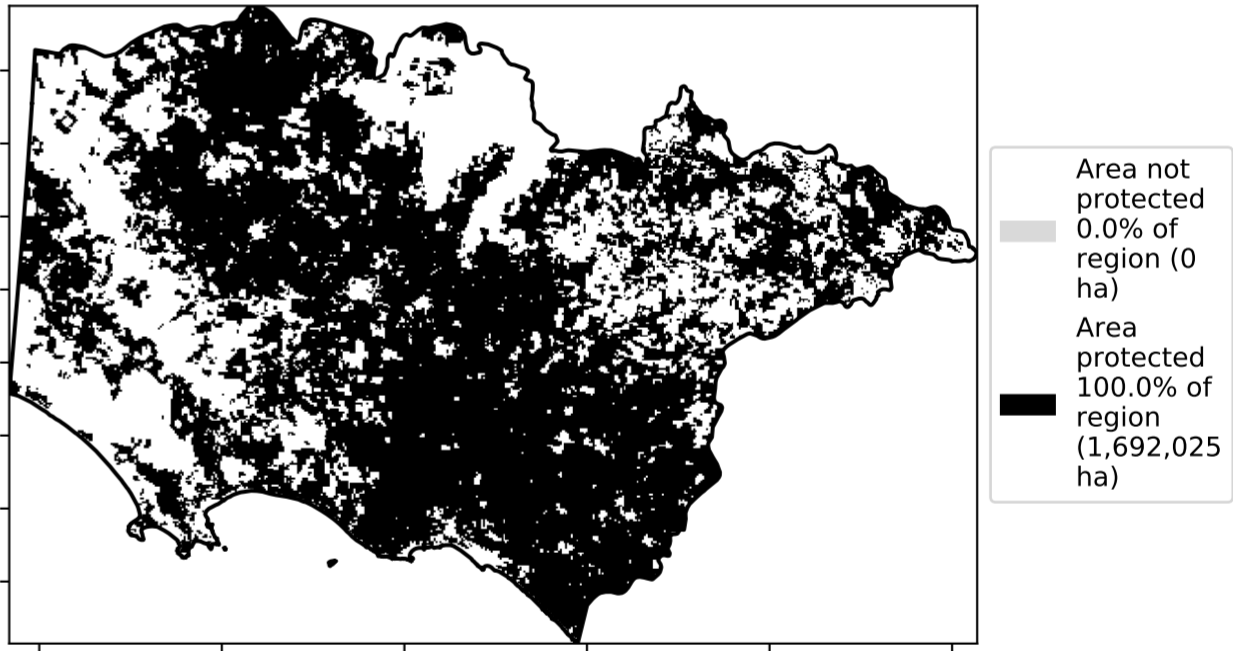 Area not
protected
0.0% of
region (0
ha)
Area
protected
100.0% of
region
(1,692,025
ha)